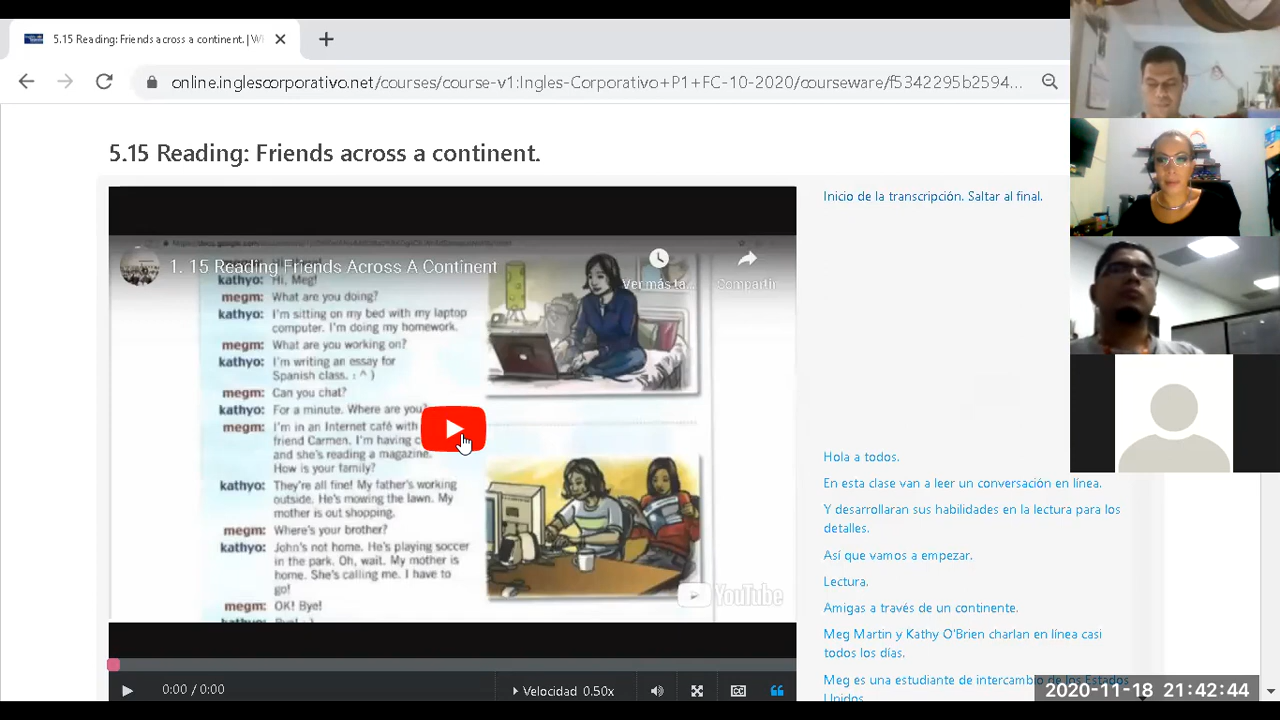 5.15 Reading: Friends across a continent. | Wi
online.inglescorporativo.net/courses/course-v1:Ingles-Corporativo+P1+FC-10-2020/courseware/f5342295b2594...
5.15 Reading: Friends across a continent.
1. 15 Reading Friends Across A Continent
Ver más ta...
Compartir
kathyo: Hi, Meg!
megm: What are you doing?
kathyo: I'm sitting on my bed with my laptop
computer. I'm doing my homework.
megm: What are you working on?
kathyo: I'm writing an essay for
Spanish class. : ^ )
megm: Can you chat?
kathyo: For a minute. Where are you?
megm: I'm in an Internet café with
friend Carmen. I'm having
and she's reading a magazine.
How is your family?
kathyo: They're all fine! My father's working
outside. He's mowing the lawn. My
mother is out shopping.
megm: Where's your brother?
kathyo: John's not home. He's playing soccer
in the park. Oh, wait. My mother is
home. She's calling me. I have to
go!
megm: OK! Bye!
YouTube
0:00 / 0:00
Velocidad 0.50x
Inicio de la transcripción. Saltar al final.
Hola a todos.
En esta clase van a leer un conversación en línea.
Y desarrollaran sus habilidades en la lectura para los
detalles.
Así que vamos a empezar.
Lectura.
Amigas a través de un continente.
Meg Martin y Kathy O'Brien charlan en línea casi
todos los días.
Meg es una estudiante de intercambio de los Estados
Unidos
2020-11-18 21:42:44